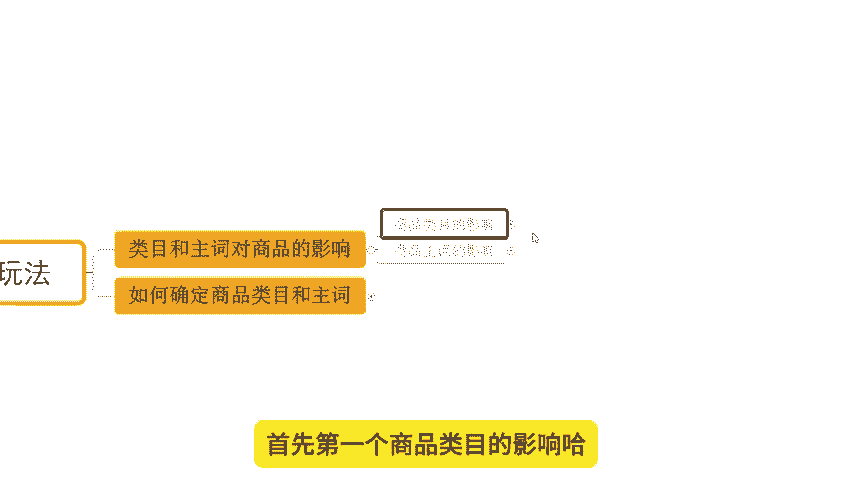 商品类目的影响
类目和主词对商品的影响
商品主词的影响
玩法
如何确定商品类目和主词
首先第一个商品类目的影响哈